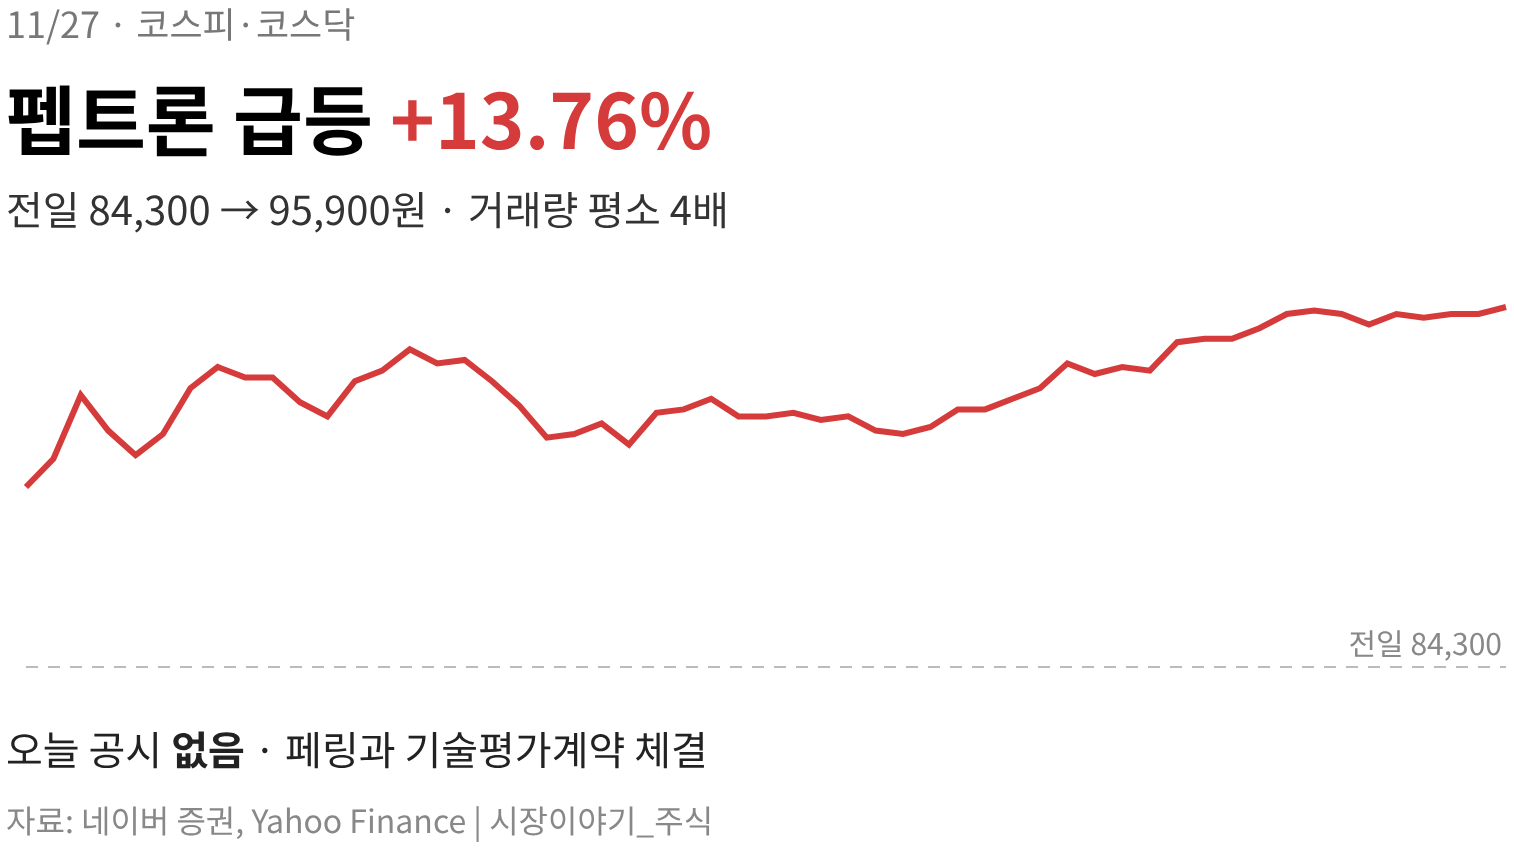 11/27 · 코스피·코스닥
펩트론 급등 +13.76%
전일 84,300 → 95,900원 · 거래량 평소 4배
전일 84,300
오늘 공시 없음 · 페링과 기술평가계약 체결
자료: 네이버 증권, Yahoo Finance | 시장이야기_주식